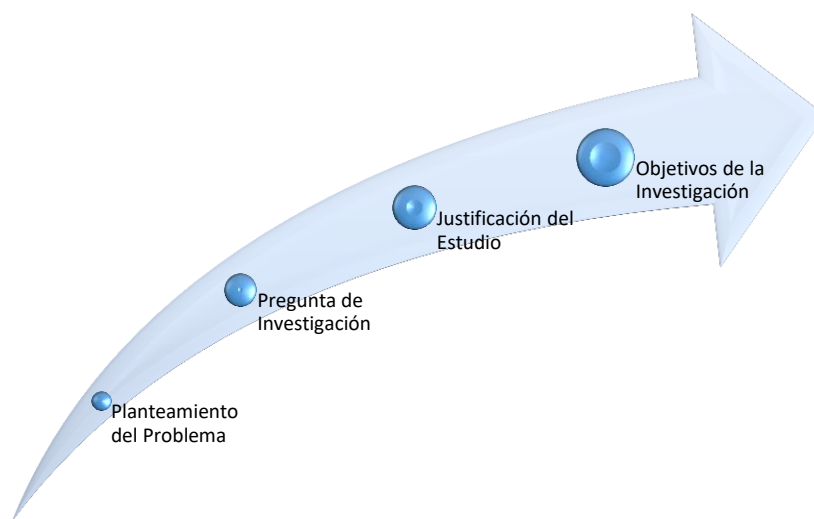 Objetivos de la
Investigación
Justificación del
Estudio
Pregunta de
Investigación
Planteamiento
del Problema